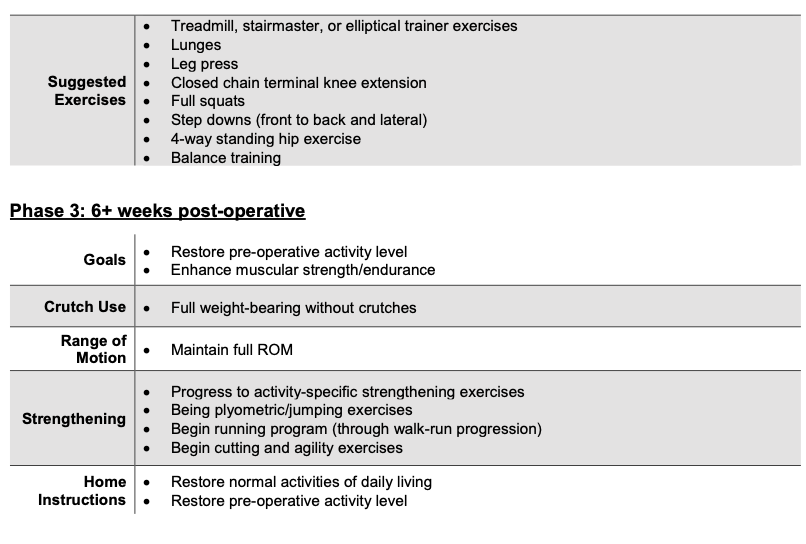 Suggested Exercises
• Treadmill, stairmaster, or elliptical trainer exercises
• Lunges
• Leg press
• Closed chain terminal knee extension
• Full squats
• Step downs (front to back and lateral)
• 4-way standing hip exercise
• Balance training
Phase 3: 6+ weeks post-operative
Goals
• Restore pre-operative activity level
• Enhance muscular strength/endurance
Crutch Use
• Full weight-bearing without crutches
Range of
Motion
• Maintain full ROM
Strengthening
• Progress to activity-specific strengthening exercises
• Being plyometric/jumping exercises
• Begin running program (through walk-run progression)
• Begin cutting and agility exercises
Home
Instructions
• Restore normal activities of daily living
• Restore pre-operative activity level